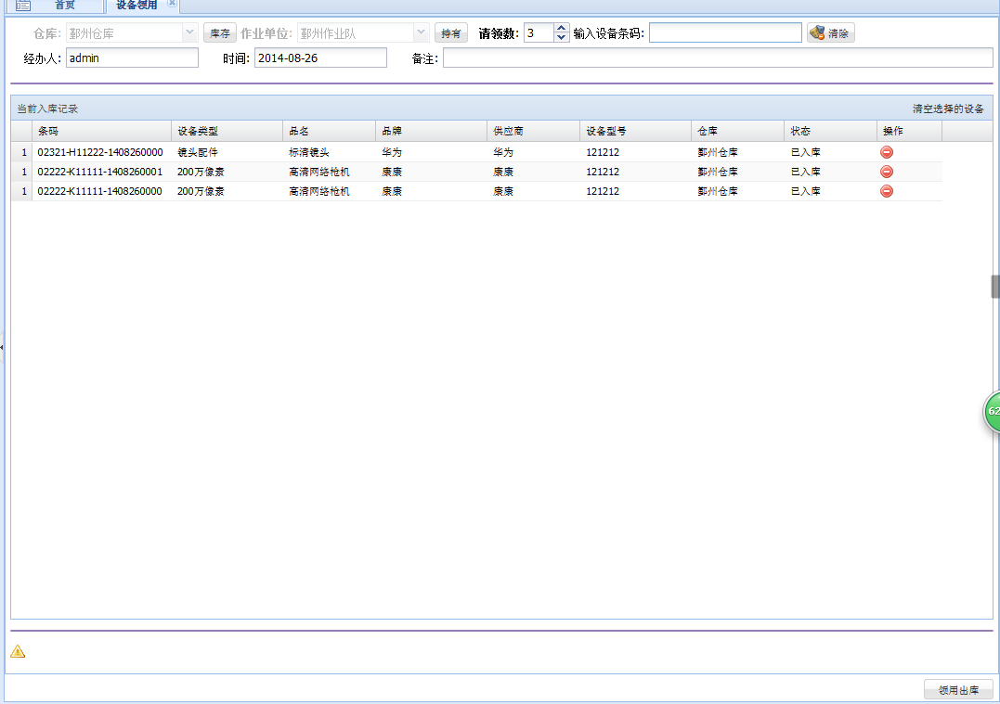 首页 设备领用
仓库: 鄞州仓库 库存 作业单位: 鄞州作业队 持有 请领数: 3 输入设备条码: 清除
经办人: admin 时间: 2014-08-26 备注:
当前入库记录 清空选择的设备
条码 设备类型 品名 品牌 供应商 设备型号 仓库 状态 操作
1 02321-H11222-1408260000 镜头配件 标清镜头 华为 华为 121212 鄞州仓库 已入库
1 02222-K11111-1408260001 200万像素 高清网络枪机 康康 康康 121212 鄞州仓库 已入库
1 02222-K11111-1408260000 200万像素 高清网络枪机 康康 康康 121212 鄞州仓库 已入库
62
领用出库